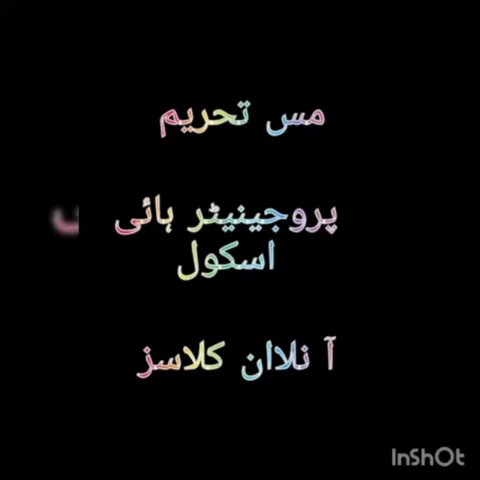 مس تحریم
پروجینیٹر ہائی
اسکول
آ نلاان کلاسز
InShOt